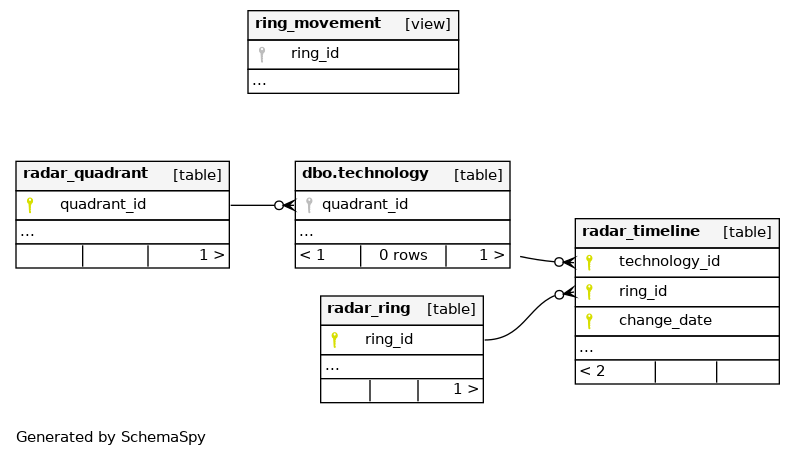 ring_movement [view]
ring_id
...
radar_quadrant [table]
quadrant_id
...
1 >
dbo.technology [table]
quadrant_id
...
< 1 0 rows 1 >
radar_timeline [table]
technology_id
ring_id
change_date
...
< 2
radar_ring [table]
ring_id
...
1 >
Generated by SchemaSpy